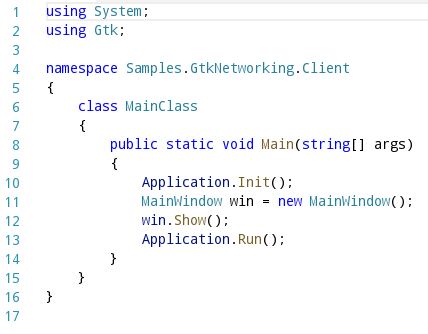 1 using System;
2 using Gtk;
3
4 namespace Samples.GtkNetworking.Client
5 {
6     class MainClass
7     {
8         public static void Main(string[] args)
9         {
10             Application.Init();
11             MainWindow win = new MainWindow();
12             win.Show();
13             Application.Run();
14         }
15     }
16 }
17